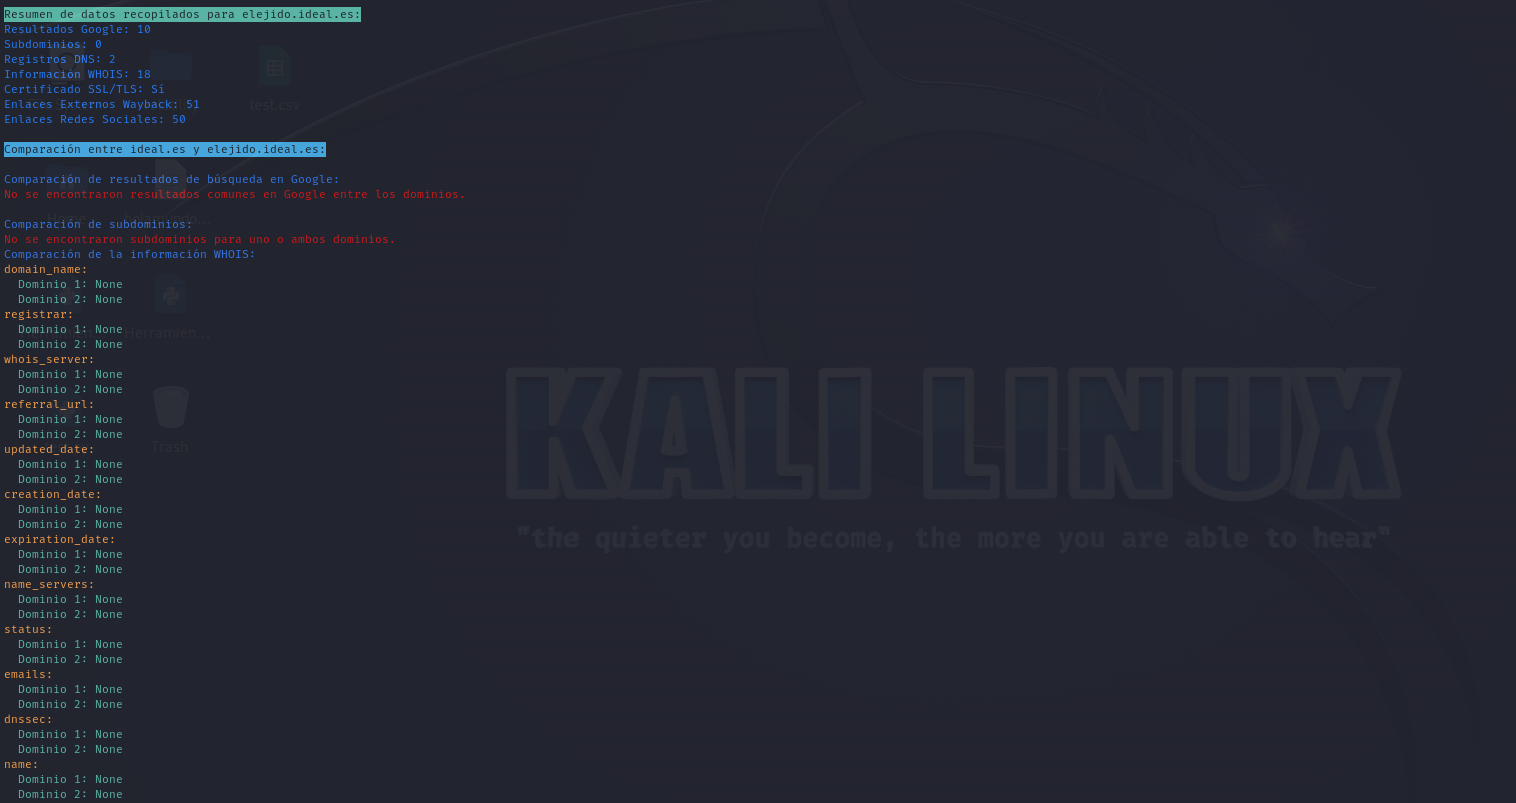 Resumen de datos recopilados para elejido.ideal.es:
Resultados Google: 10
Subdominios: 0
Registros DNS: 2
Información WHOIS: 18
Certificado SSL/TLS: Sí
Enlaces Externos Wayback: 51
Enlaces Redes Sociales: 50
Comparación entre ideal.es y elejido.ideal.es:
Comparación de resultados de búsqueda en Google:
No se encontraron resultados comunes en Google entre los dominios.
Comparación de subdominios:
No se encontraron subdominios para uno o ambos dominios.
Comparación de la información WHOIS:
domain_name:
Dominio 1: None
Dominio 2: None
registrar:
Dominio 1: None
Dominio 2: None
whois_server:
Dominio 1: None
Dominio 2: None
referral_url:
Dominio 1: None
Dominio 2: None
updated_date:
Dominio 1: None
Dominio 2: None
creation_date:
Dominio 1: None
Dominio 2: None
expiration_date:
Dominio 1: None
Dominio 2: None
name_servers:
Dominio 1: None
Dominio 2: None
status:
Dominio 1: None
Dominio 2: None
emails:
Dominio 1: None
Dominio 2: None
dnssec:
Dominio 1: None
Dominio 2: None
name:
Dominio 1: None
Dominio 2: None
test.csv
Home
Herramien...
Trash
KALI LINUX
"the quieter you become, the more you are able to hear"